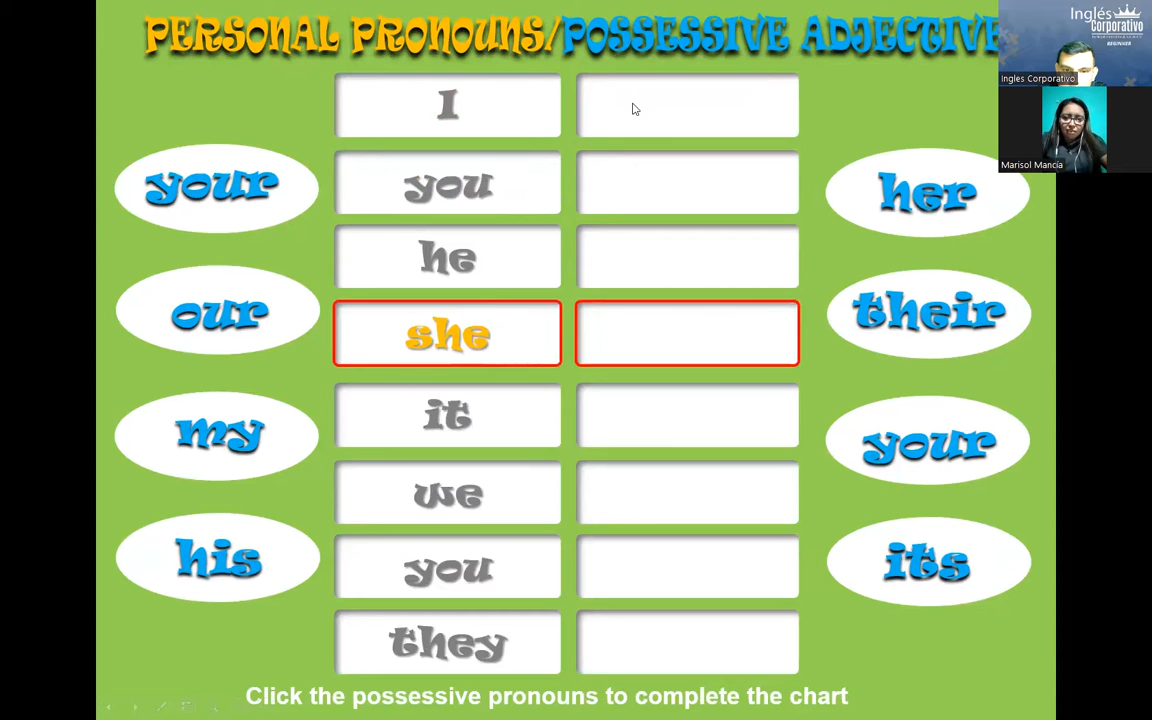 PERSONAL PRONOUNS/POSSESSIVE ADJECTIVE
Inglés
Corporativo
BEGINNER
Ingles Corporativo
Marisol Mancía
I
your
you
her
he
our
she
their
my
it
your
we
his
you
its
they
Click the possessive pronouns to complete the chart